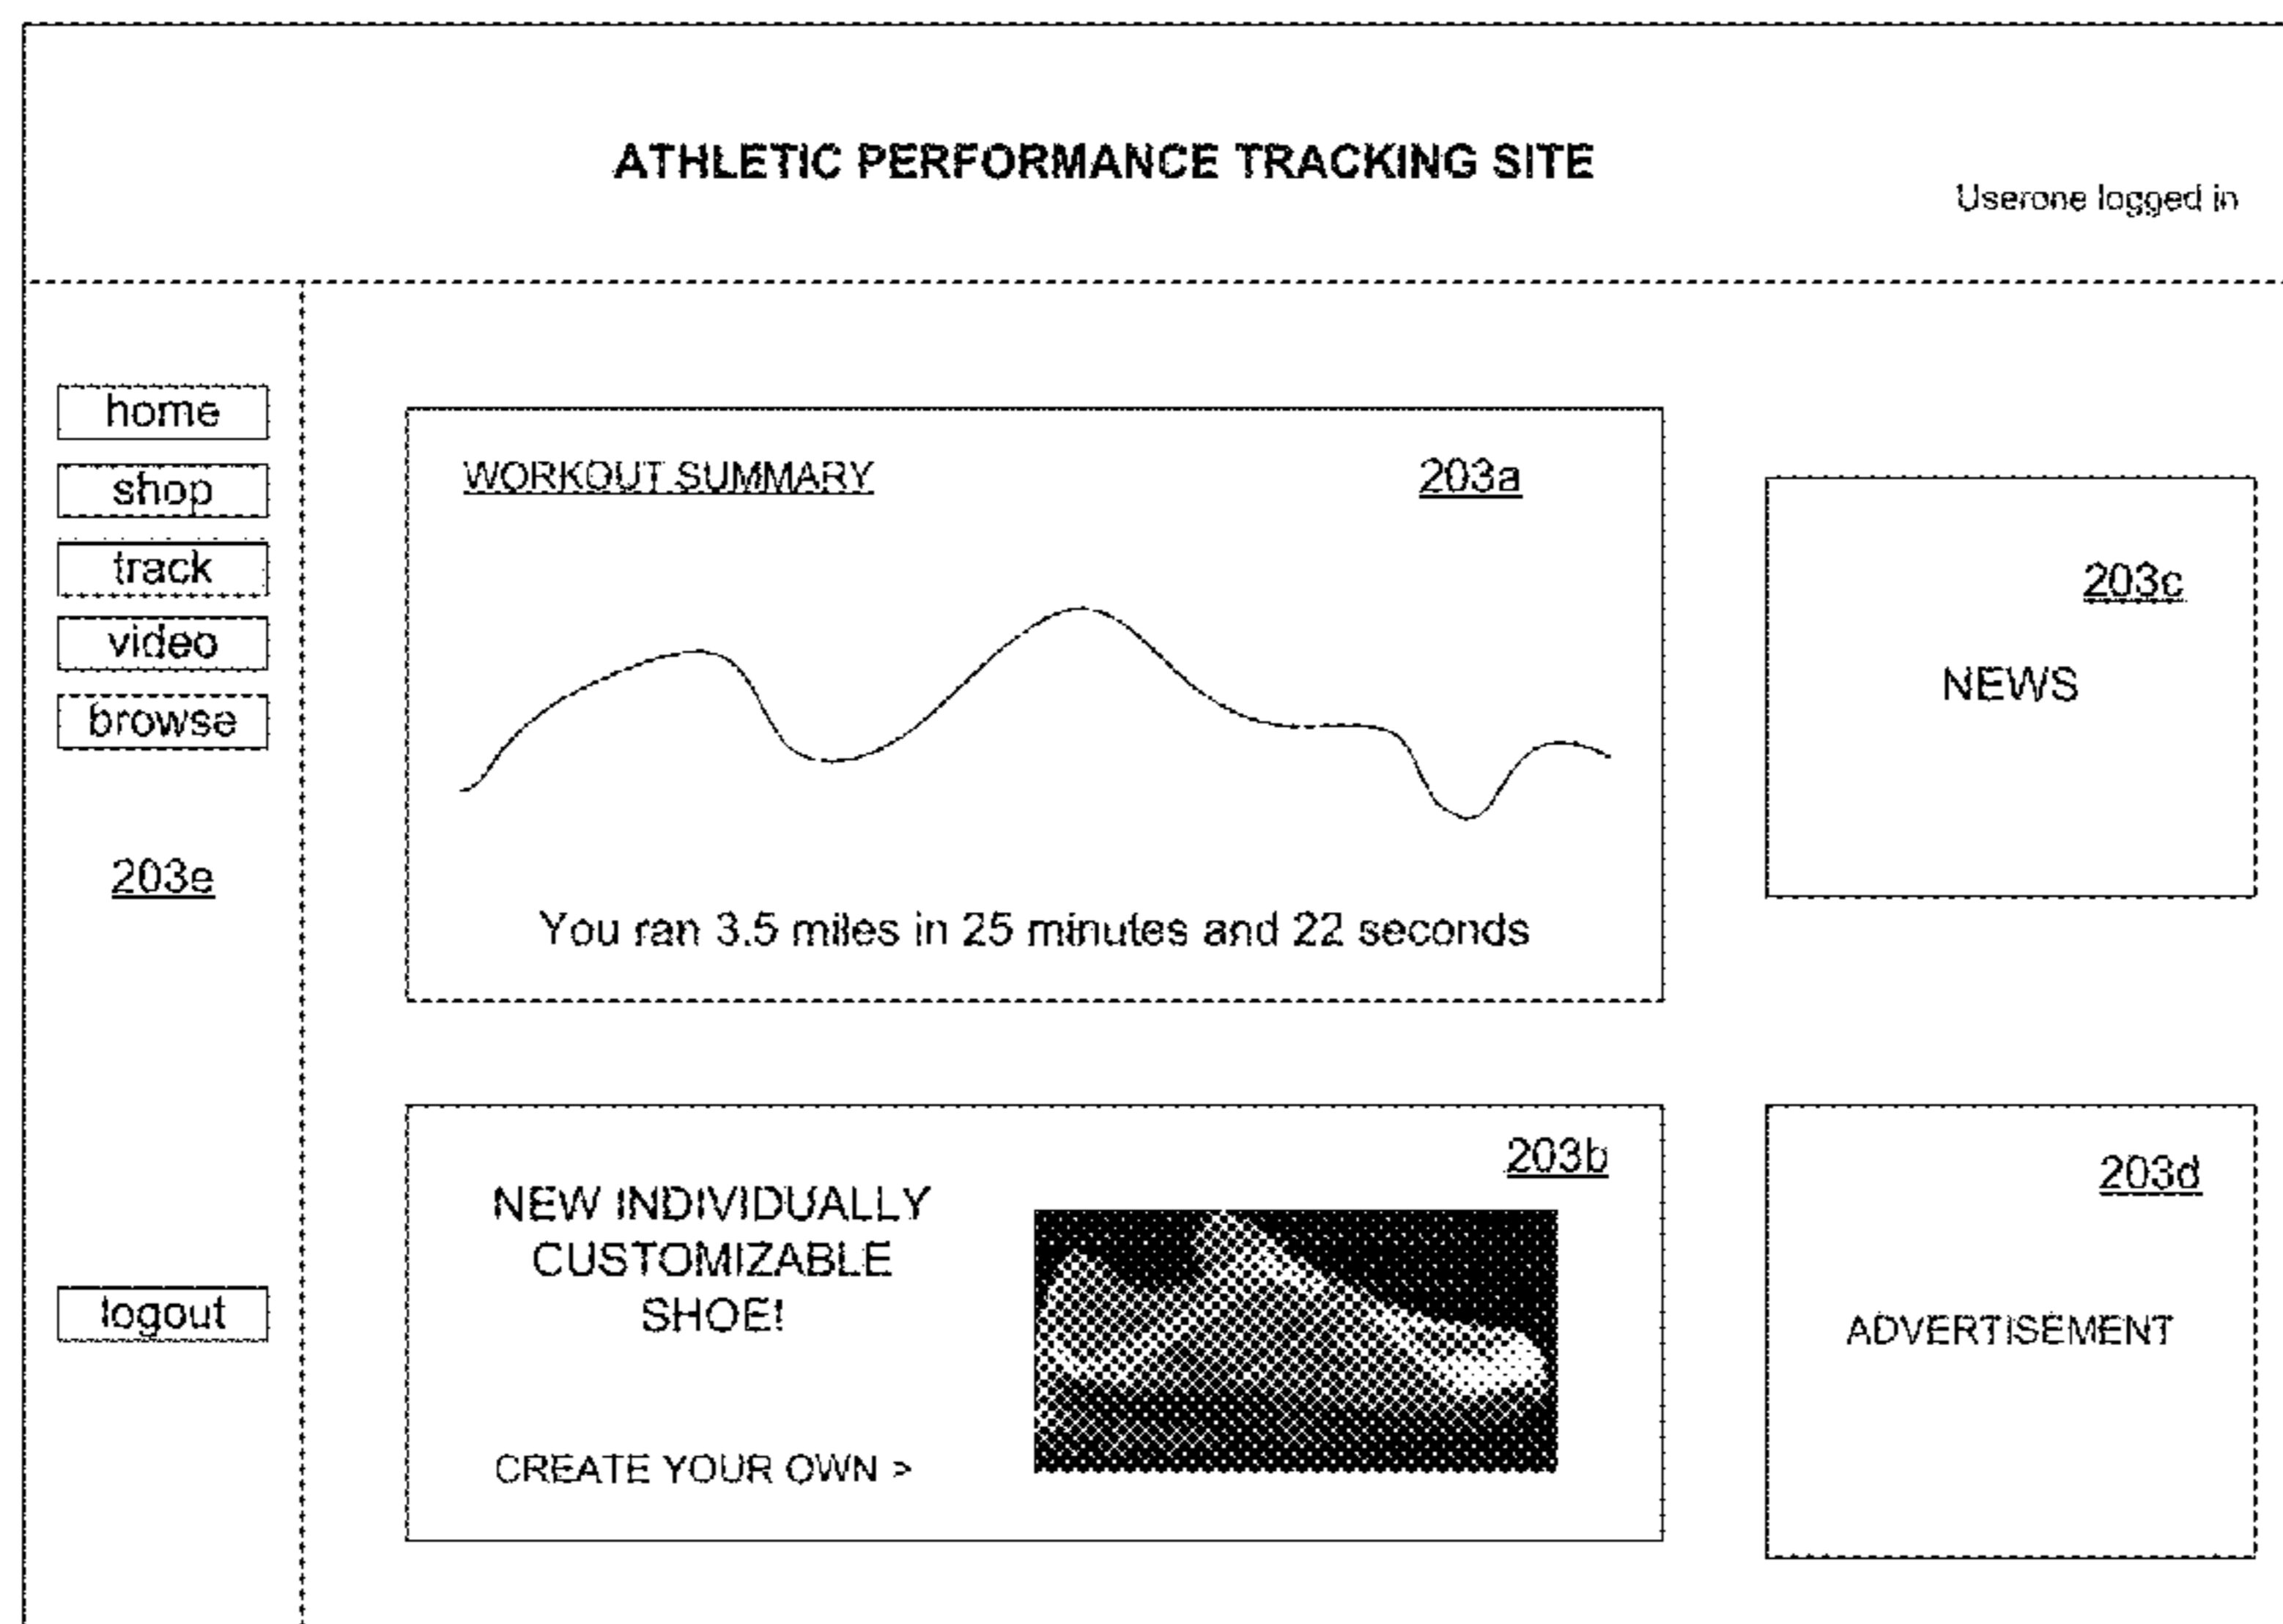 ATHLETIC PERFORMANCE TRACKING SITE
Userone logged in
home
shop
track
video
browse
203e
logout
WORKOUT SUMMARY
203a
You ran 3.5 miles in 25 minutes and 22 seconds
203c
NEWS
203b
NEW INDIVIDUALLY
CUSTOMIZABLE
SHOE!
CREATE YOUR OWN >
203d
ADVERTISEMENT